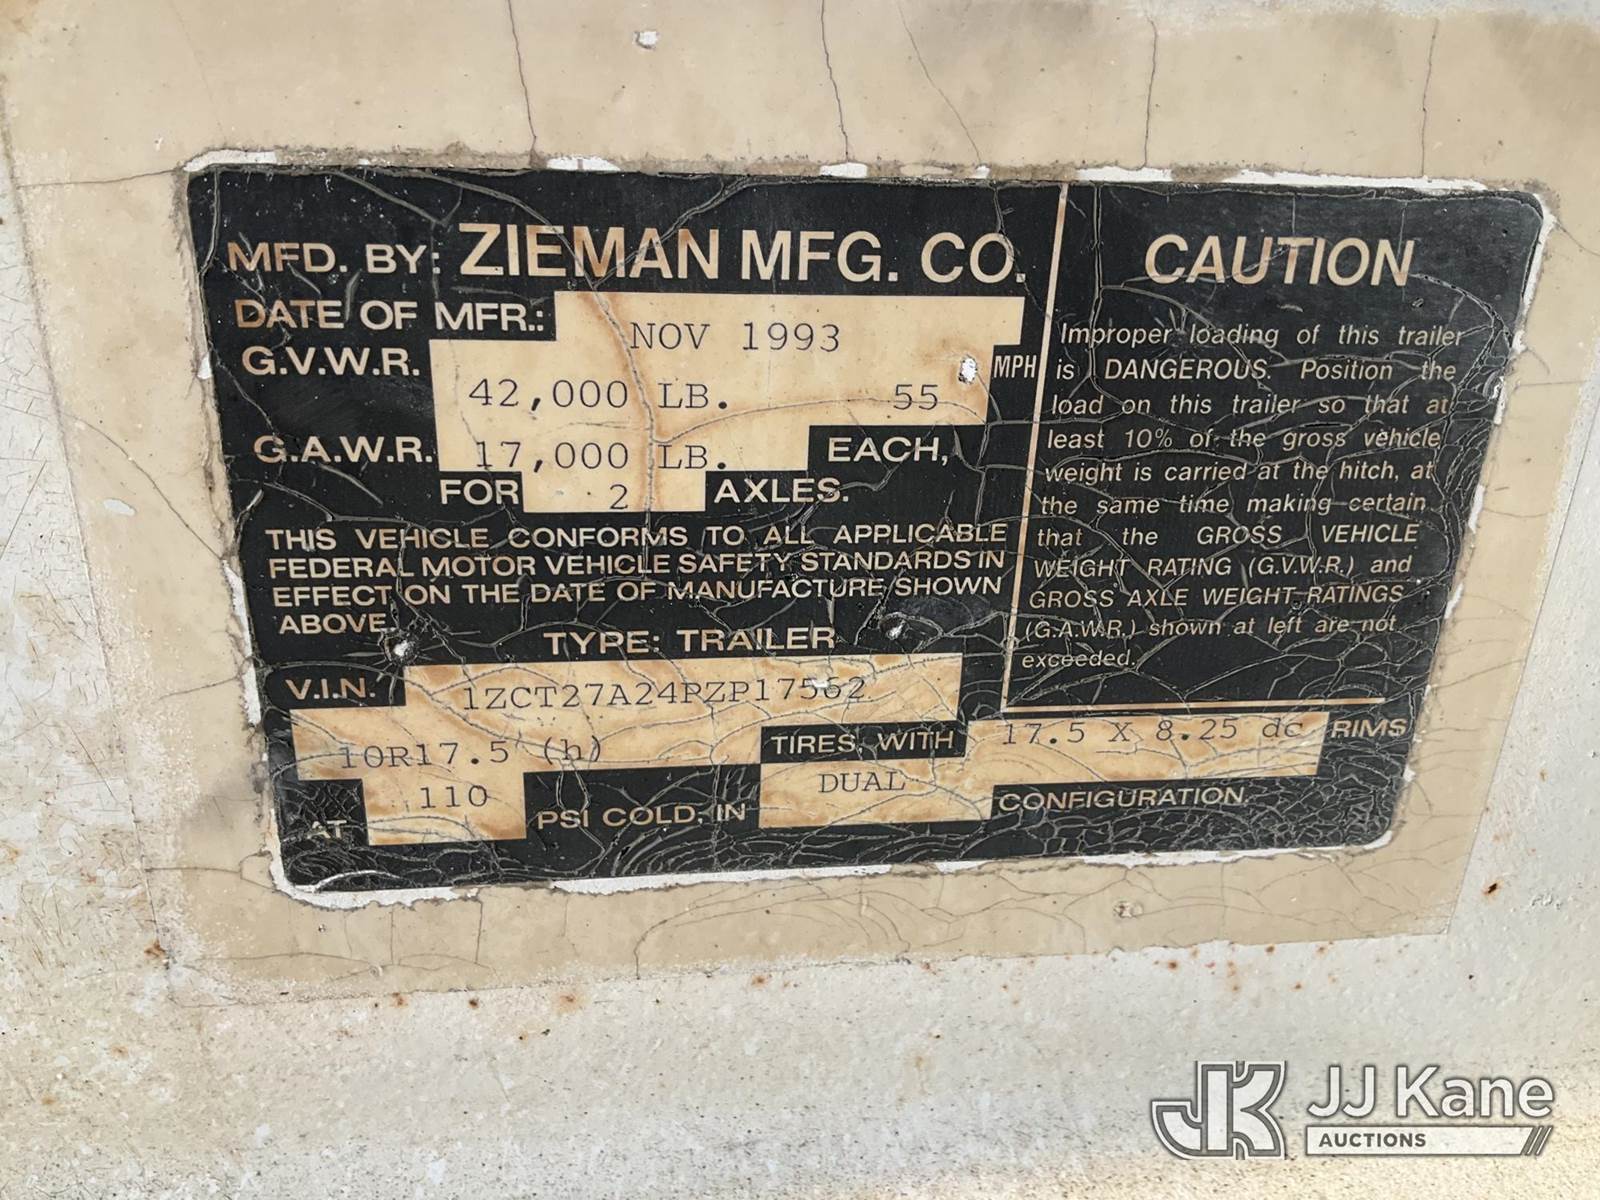 MFD. BY: ZIEMAN MFG. CO.
DATE OF MFR.: NOV 1993
G.V.W.R. 42,000 LB. 55 MPH
G.A.W.R. 17,000 LB. EACH,
FOR 2 AXLES.
THIS VEHICLE CONFORMS TO ALL APPLICABLE
FEDERAL MOTOR VEHICLE SAFETY STANDARDS IN
EFFECT ON THE DATE OF MANUFACTURE SHOWN
ABOVE.
TYPE: TRAILER
V.I.N. 1ZCT27A24PZP17562
10R17.5 (h) TIRES, WITH 17.5 X 8.25 dc RIMS
AT 110 PSI COLD, IN DUAL CONFIGURATION
CAUTION
Improper loading of this trailer
is DANGEROUS. Position the
load on this trailer so that at
least 10% of the gross vehicle
weight is carried at the hitch, at
the same time making certain
that the GROSS VEHICLE
WEIGHT RATING (G.V.W.R.) and
GROSS AXLE WEIGHT RATINGS
(G.A.W.R.) shown at left are not
exceeded.
JK JJ Kane
AUCTIONS